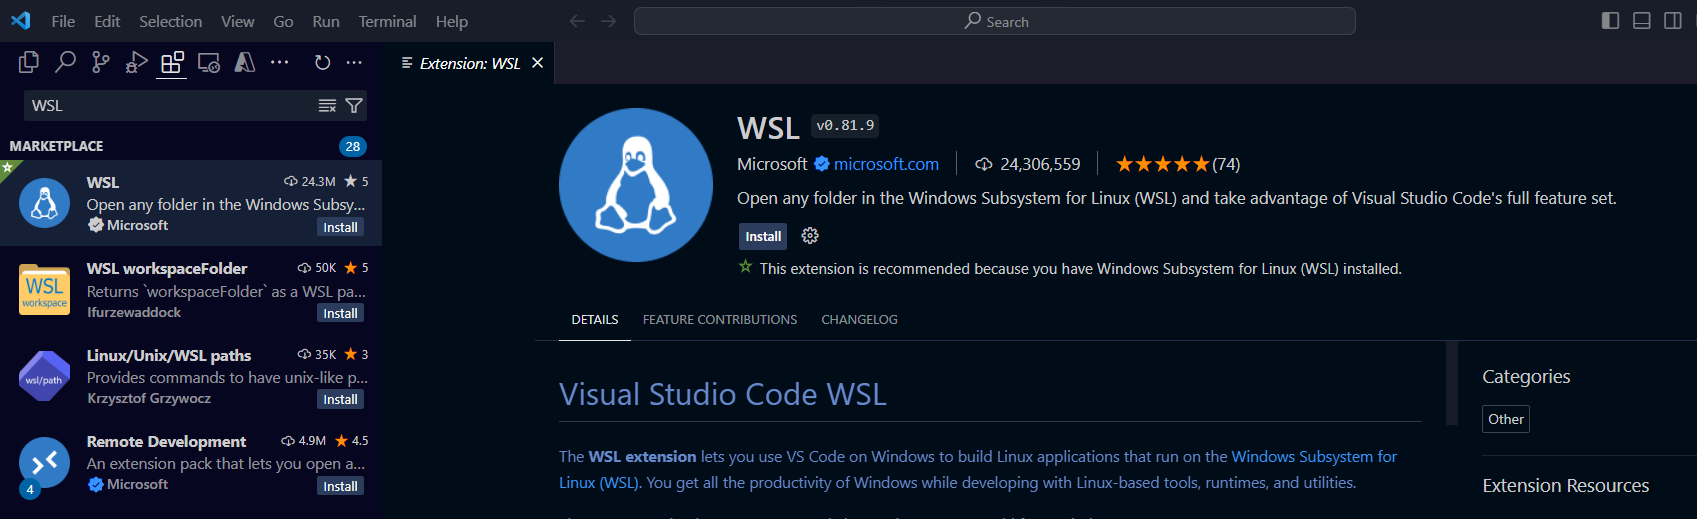 File Edit Selection View Go Run Terminal Help
Search
Extension: WSL
WSL
MARKETPLACE 28
WSL 24.3M 5
Open any folder in the Windows Subsy...
Microsoft Install
WSL workspaceFolder 50K 5
Returns `workspaceFolder` as a WSL pa...
lfurzewaddock Install
WSL
workspace
Linux/Unix/WSL paths 35K 3
Provides commands to have unix-like p...
Krzysztof Grzywocz Install
wsl/path
Remote Development 4.9M 4.5
An extension pack that lets you open a...
Microsoft Install
4
WSL v0.81.9
Microsoft microsoft.com 24,306,559 (74)
Open any folder in the Windows Subsystem for Linux (WSL) and take advantage of Visual Studio Code's full feature set.
Install
This extension is recommended because you have Windows Subsystem for Linux (WSL) installed.
DETAILS FEATURE CONTRIBUTIONS CHANGELOG
Visual Studio Code WSL
The WSL extension lets you use VS Code on Windows to build Linux applications that run on the Windows Subsystem for
Linux (WSL). You get all the productivity of Windows while developing with Linux-based tools, runtimes, and utilities.
Categories
Other
Extension Resources